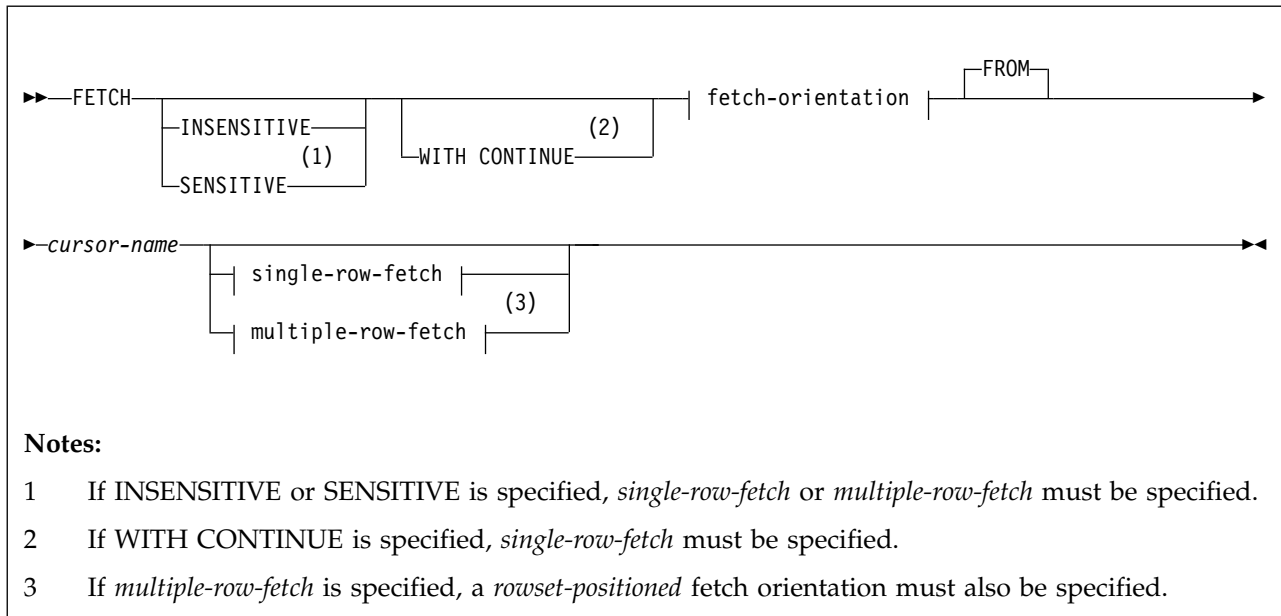 FROM
FETCH fetch-orientation
INSENSITIVE (2)
(1) WITH CONTINUE
SENSITIVE
cursor-name
single-row-fetch
(3)
multiple-row-fetch
Notes:
1 If INSENSITIVE or SENSITIVE is specified, single-row-fetch or multiple-row-fetch must be specified.
2 If WITH CONTINUE is specified, single-row-fetch must be specified.
3 If multiple-row-fetch is specified, a rowset-positioned fetch orientation must also be specified.